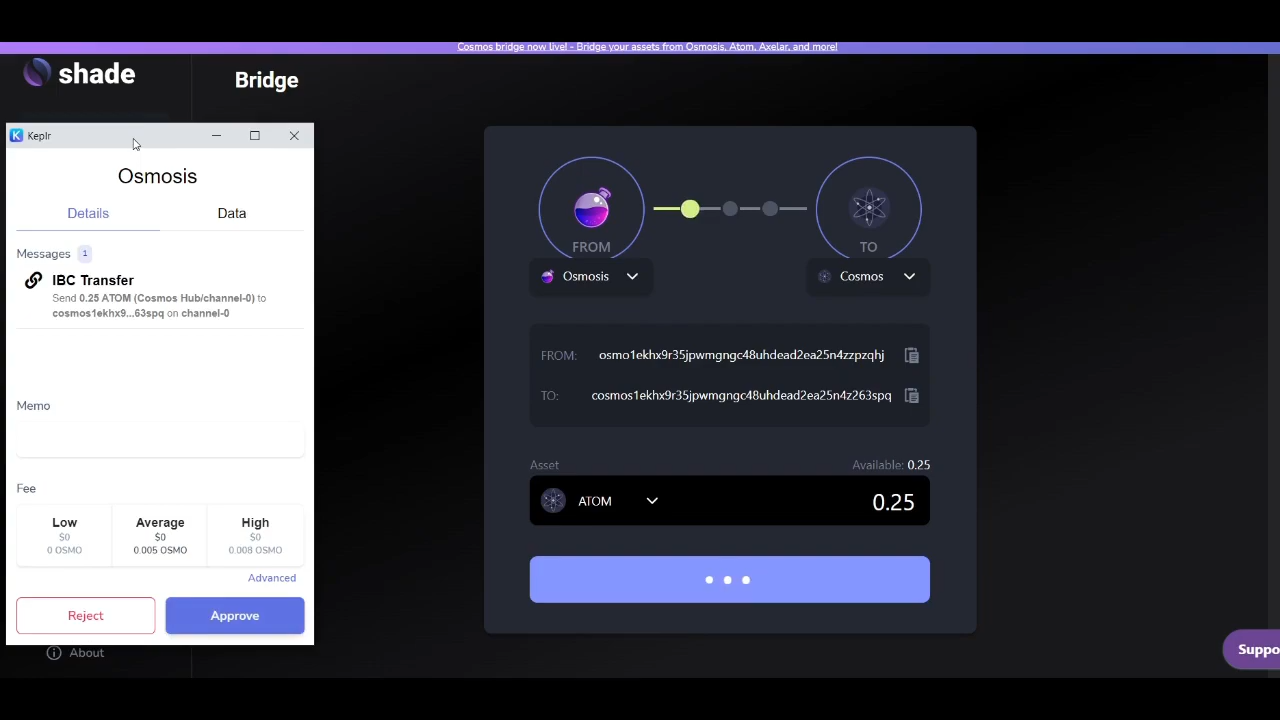 Cosmos bridge now live! - Bridge your assets from Osmosis, Atom, Axelar, and more!
shade
Bridge
Keplr
Osmosis
Details
Data
Messages 1
IBC Transfer
Send 0.25 ATOM (Cosmos Hub/channel-0) to
cosmos1ekhx9...63spq on channel-0
Memo
Fee
Low
Average
High
$0
$0
$0
0 OSMO
0.005 OSMO
0.008 OSMO
Advanced
Reject
Approve
About
FROM
TO
Osmosis
Cosmos
FROM: osmo1ekhx9r35jpwmgngc48uhdead2ea25n4zzpzqhj
TO: cosmos1ekhx9r35jpwmgngc48uhdead2ea25n4z263spq
Asset
Available: 0.25
ATOM
0.25
Suppo